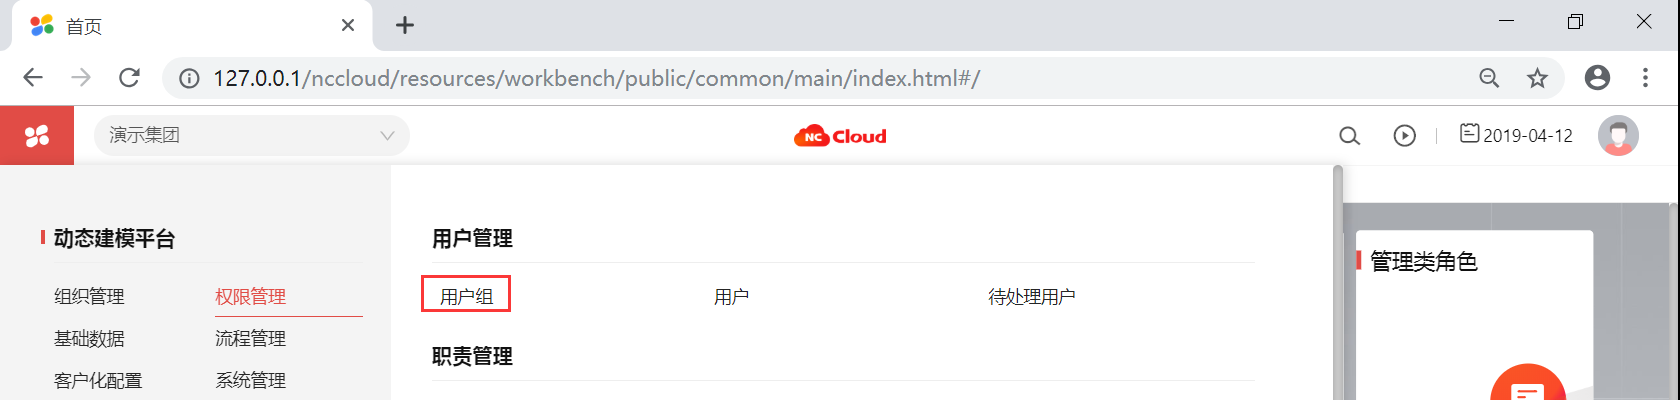 首页
127.0.0.1/nccloud/resources/workbench/public/common/main/index.html#/
演示集团
NC Cloud
2019-04-12
动态建模平台
组织管理 权限管理
基础数据 流程管理
客户化配置 系统管理
用户管理
用户组 用户 待处理用户
职责管理
管理类角色